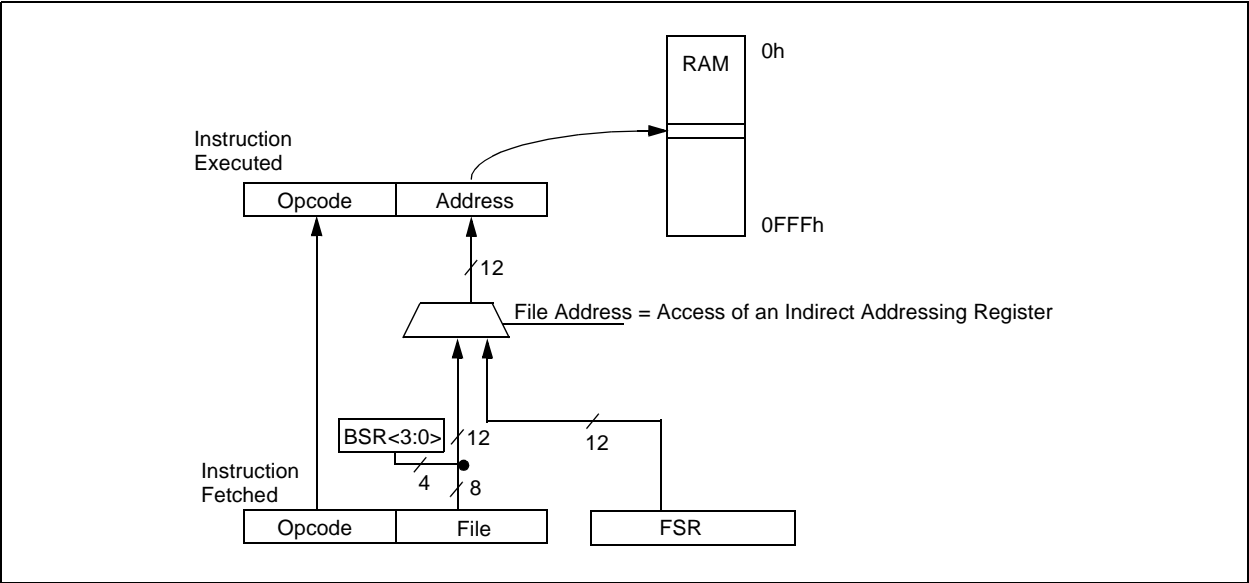 RAM
0h
Instruction
Executed
Opcode
Address
0FFFh
12
File Address = Access of an Indirect Addressing Register
BSR<3:0>
12
12
4
8
Instruction
Fetched
Opcode
File
FSR